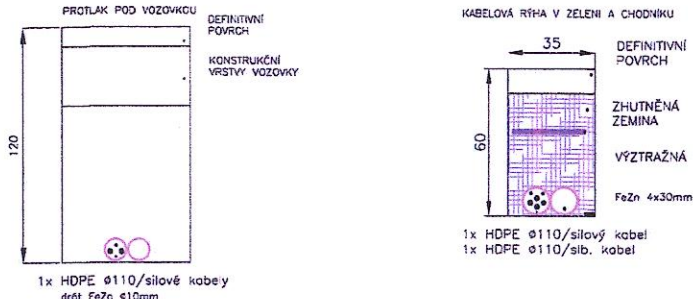 PROTLAK POD VOZOVKOU
DEFINITIVNÍ
POVRCH
KONSTRUKČNÍ
VRSTVY VOZOVKY
120
1x HDPE ø110/silové kabely
drát FeZn ø10mm
KABELOVÁ RÝHA V ZELENI A CHODNÍKU
35
DEFINITIVNÍ
POVRCH
60
ZHUTNĚNÁ
ZEMINA
VÝZTRAŽNÁ
FeZn 4x30mm
1x HDPE ø110/silový kabel
1x HDPE ø110/slb. kabel